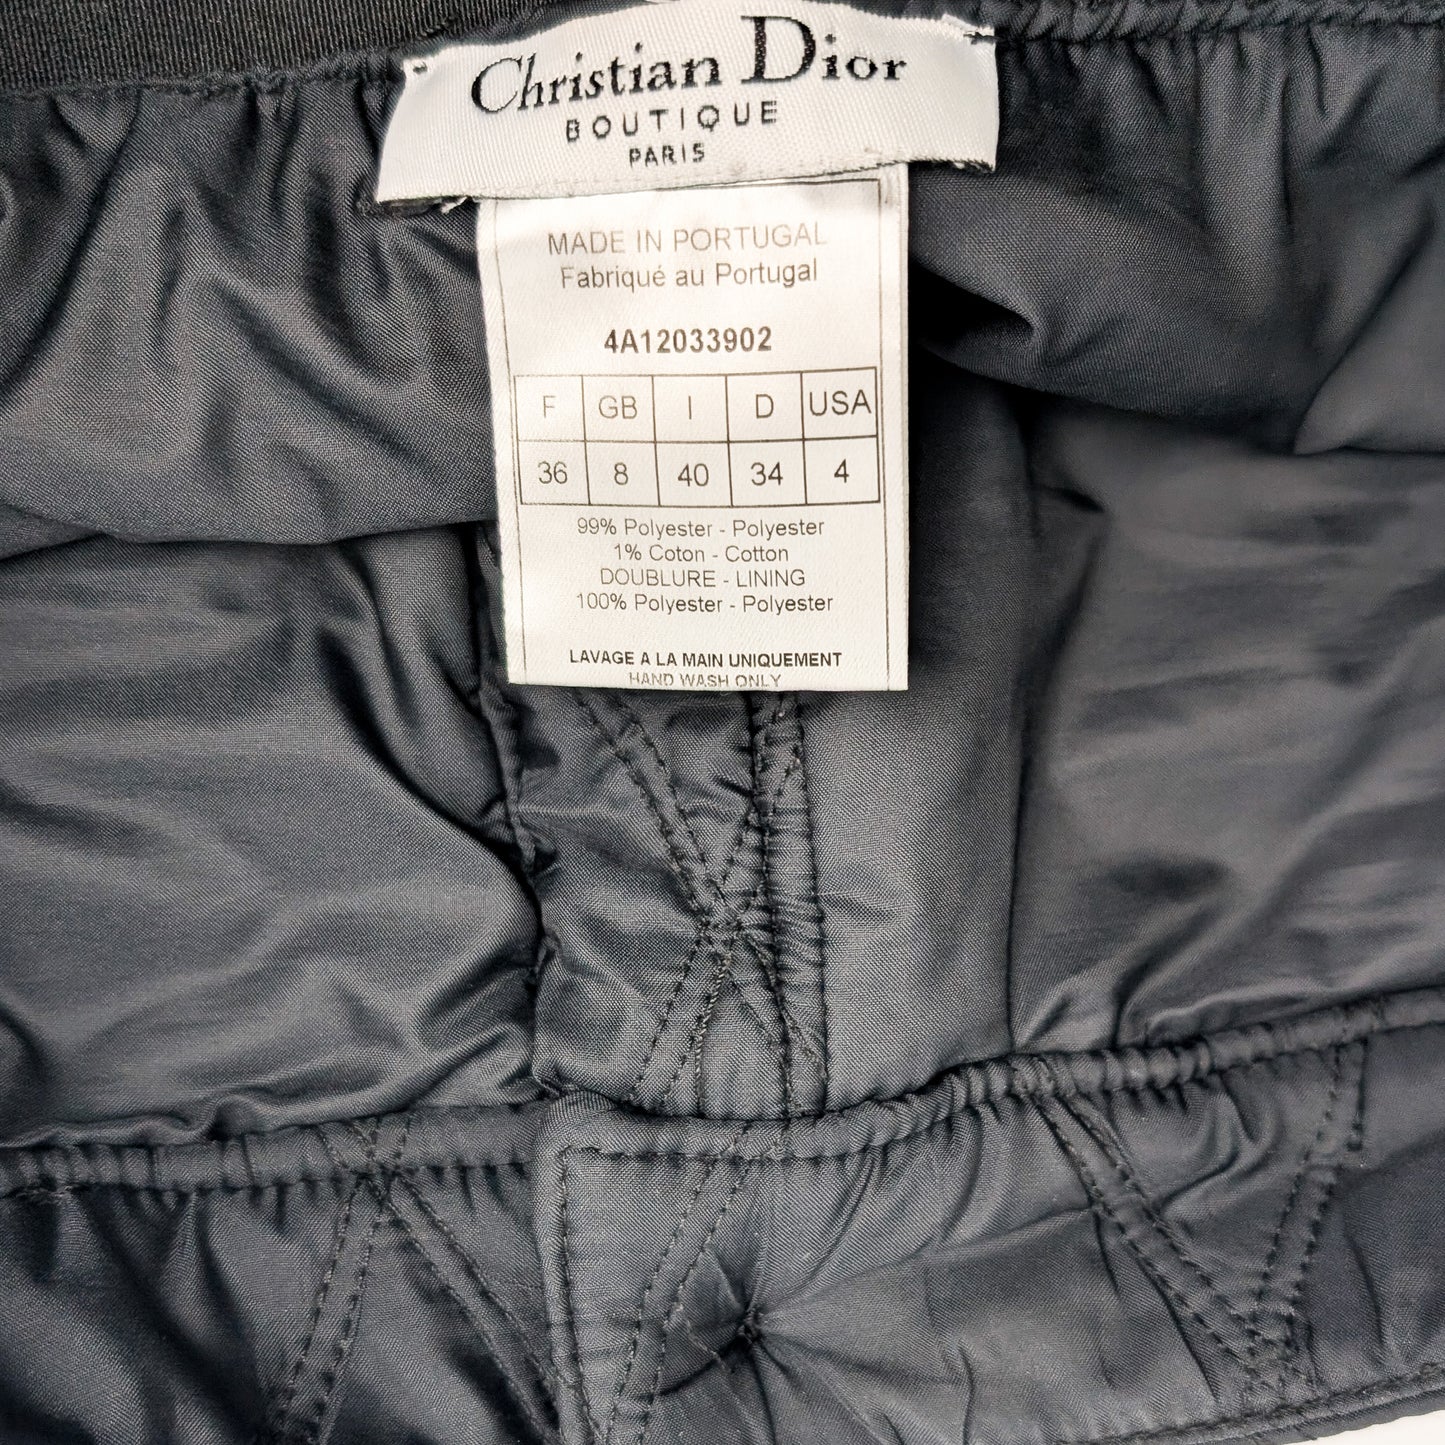 Christian Dior
BOUTIQUE
PARIS
MADE IN PORTUGAL
Fabriqué au Portugal
4A12033902
F GB I D USA
36 8 40 34 4
99% Polyester - Polyester
1% Coton - Cotton
DOUBLURE - LINING
100% Polyester - Polyester
LAVAGE A LA MAIN UNIQUEMENT
HAND WASH ONLY